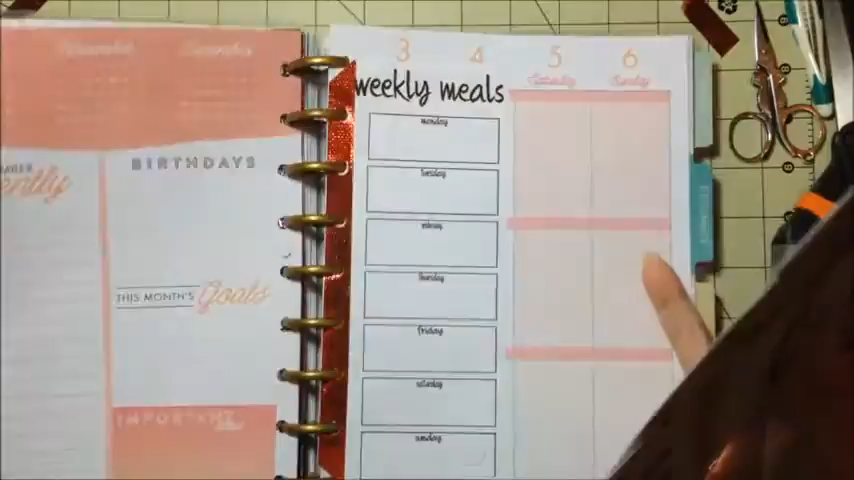 BIRTHDAYS
THIS MONTH'S Goals
IMPORTANT
3 4 5 6
Saturday Sunday
weekly meals
monday
tuesday
thursday
friday
saturday
sunday